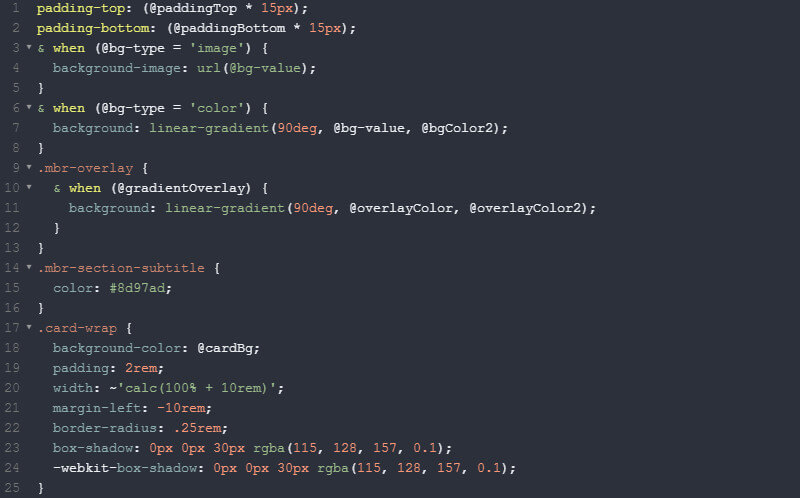 1 padding-top: (@paddingTop * 15px);
2 padding-bottom: (@paddingBottom * 15px);
3 & when (@bg-type = 'image') {
4 background-image: url(@bg-value);
5 }
6 & when (@bg-type = 'color') {
7 background: linear-gradient(90deg, @bg-value, @bgColor2);
8 }
9 .mbr-overlay {
10 & when (@gradientOverlay) {
11 background: linear-gradient(90deg, @overlayColor, @overlayColor2);
12 }
13 }
14 .mbr-section-subtitle {
15 color: #8d97ad;
16 }
17 .card-wrap {
18 background-color: @cardBg;
19 padding: 2rem;
20 width: ~'calc(100% + 10rem)';
21 margin-left: -10rem;
22 border-radius: .25rem;
23 box-shadow: 0px 0px 30px rgba(115, 128, 157, 0.1);
24 -webkit-box-shadow: 0px 0px 30px rgba(115, 128, 157, 0.1);
25 }